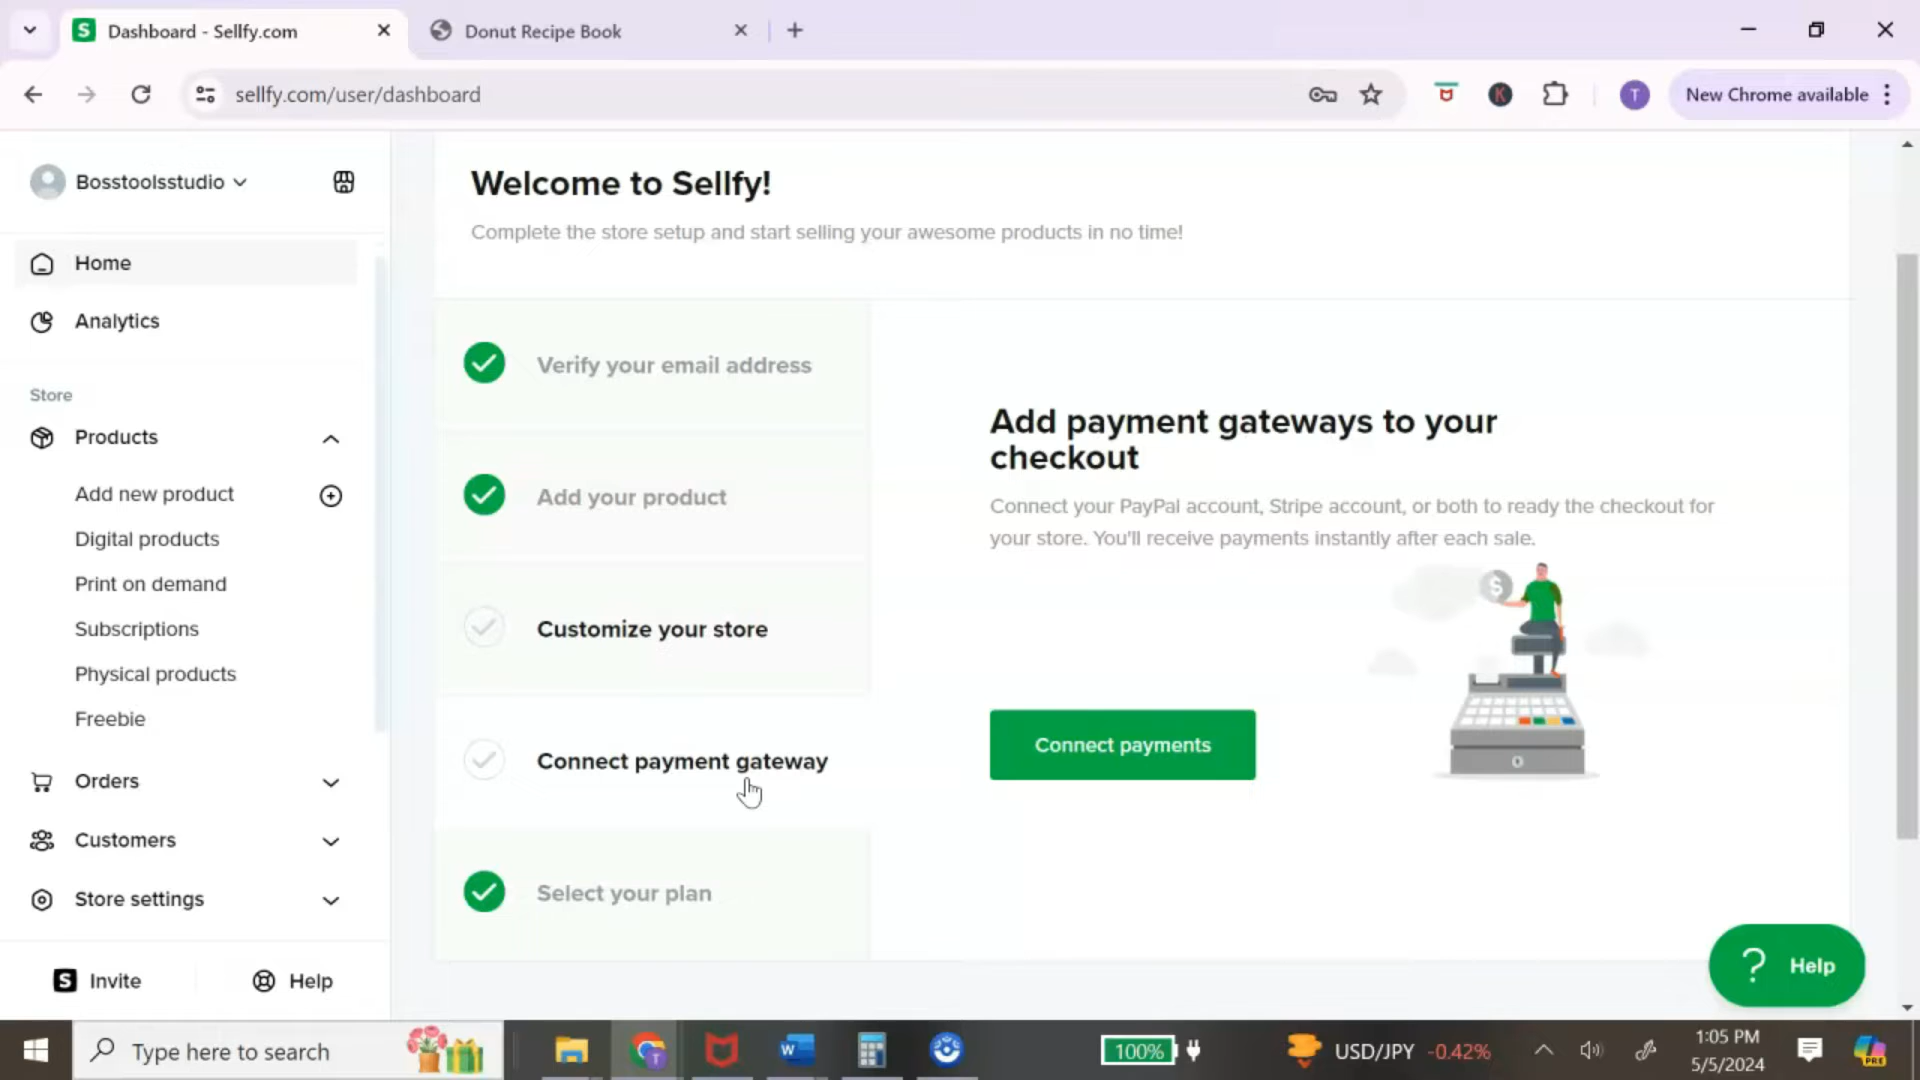 Dashboard - Sellfy.com
Donut Recipe Book
sellfy.com/user/dashboard
K
T
New Chrome available
Bosstoolsstudio
Home
Analytics
Store
Products
Add new product
Digital products
Print on demand
Subscriptions
Physical products
Freebie
Orders
Customers
Store settings
Invite
Help
Welcome to Sellfy!
Complete the store setup and start selling your awesome products in no time!
Verify your email address
Add your product
Customize your store
Connect payment gateway
Select your plan
Add payment gateways to your
checkout
Connect your PayPal account, Stripe account, or both to ready the checkout for
your store. You'll receive payments instantly after each sale.
$
0
Connect payments
? Help
Type here to search
100%
USD/JPY -0.42%
1:05 PM
5/5/2024
PRE